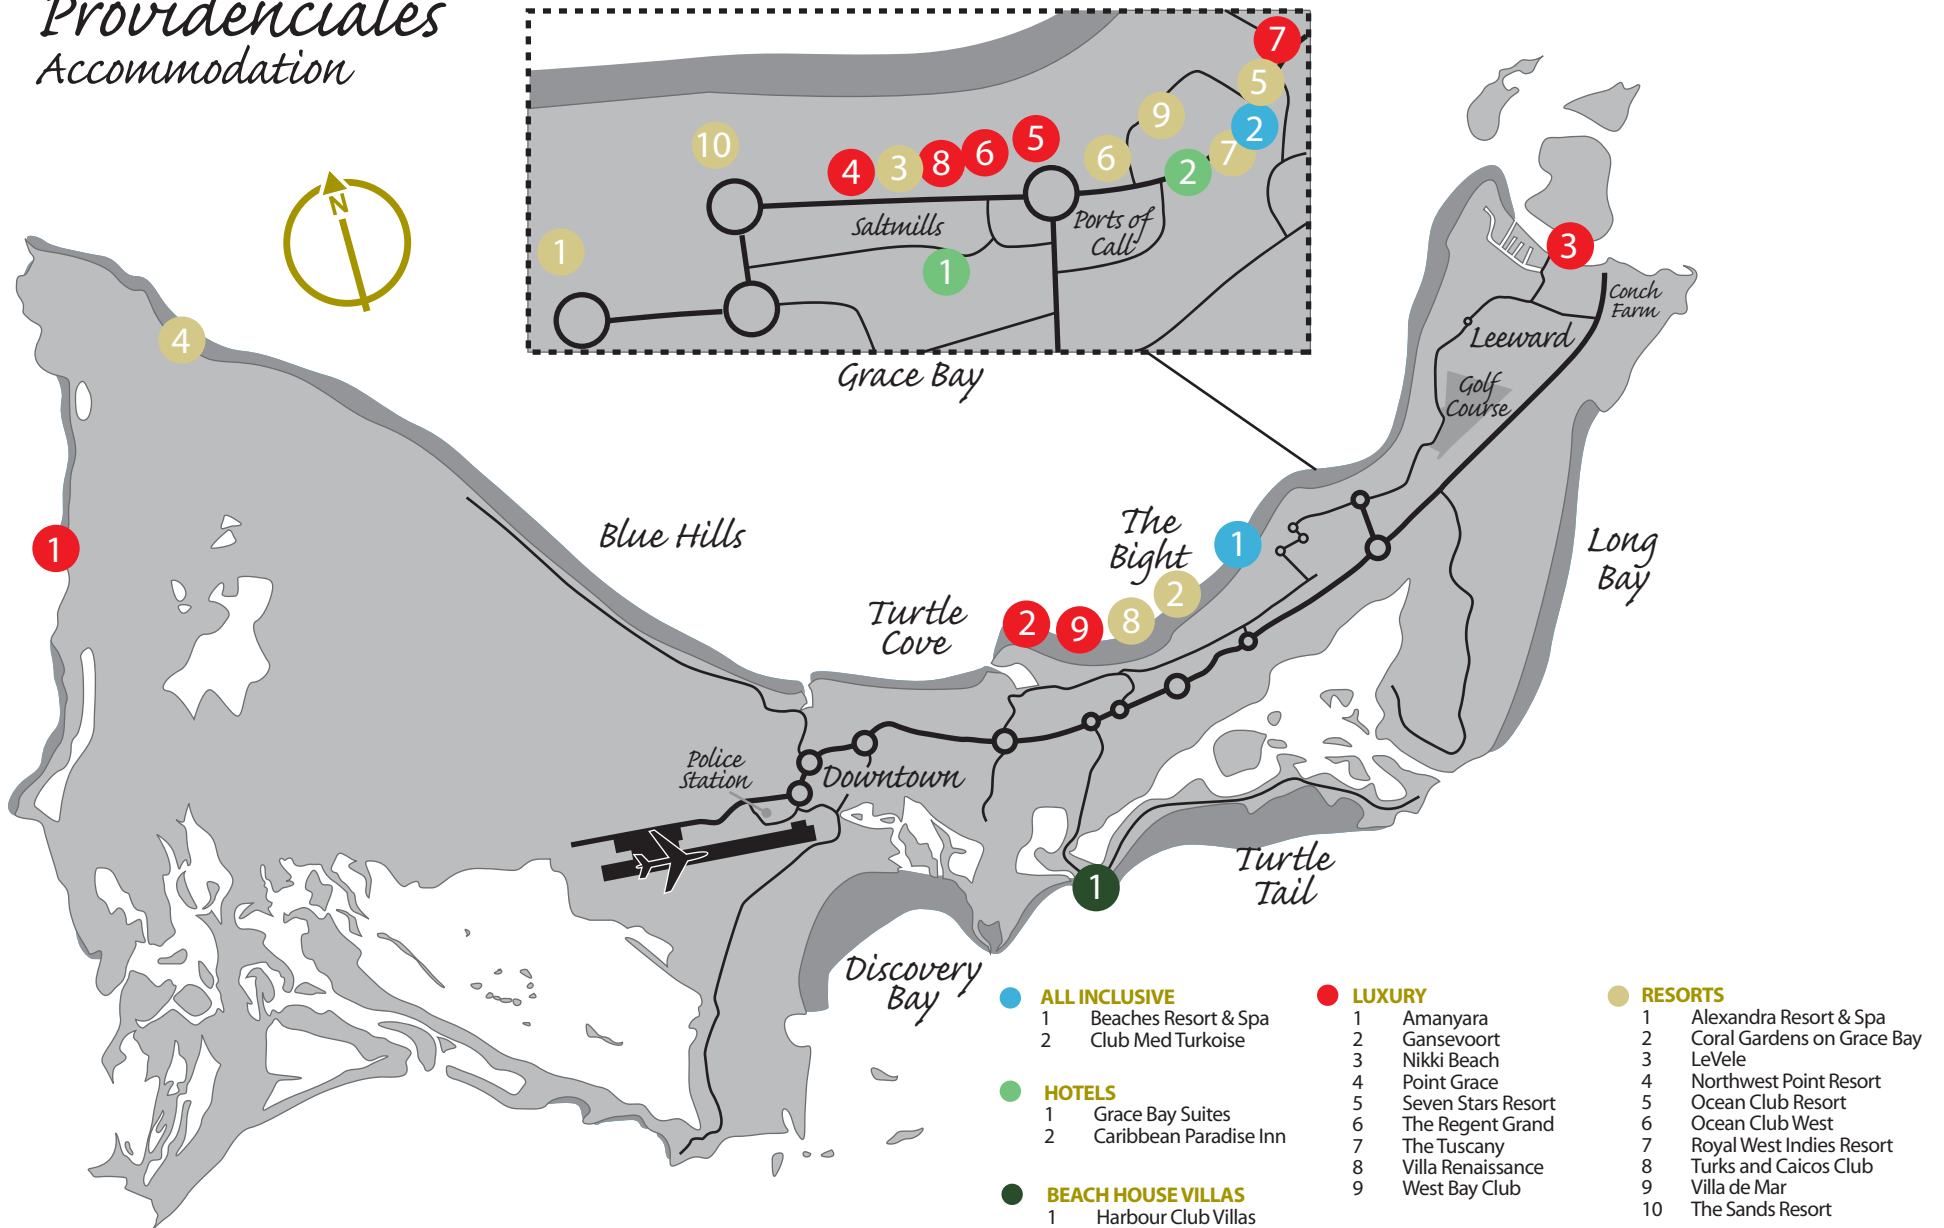 Providenciales
Accommodation
N
7
5
2
9
7
10
5
6
6
8
3
4
2
Saltmills
Ports of
Call
1
1
Grace Bay
3
Conch
Farm
Leeward
Golf
Course
4
1
Blue Hills
The
Bight
1
2
8
9
2
Long
Bay
Turtle
Cove
Police
Station
Downtown
Turtle
Tail
1
Discovery
Bay
ALL INCLUSIVE
1 Beaches Resort & Spa
2 Club Med Turkoise
HOTELS
1 Grace Bay Suites
2 Caribbean Paradise Inn
BEACH HOUSE VILLAS
1 Harbour Club Villas
LUXURY
1 Amanyara
2 Gansevoort
3 Nikki Beach
4 Point Grace
5 Seven Stars Resort
6 The Regent Grand
7 The Tuscany
8 Villa Renaissance
9 West Bay Club
RESORTS
1 Alexandra Resort & Spa
2 Coral Gardens on Grace Bay
3 LeVele
4 Northwest Point Resort
5 Ocean Club Resort
6 Ocean Club West
7 Royal West Indies Resort
8 Turks and Caicos Club
9 Villa de Mar
10 The Sands Resort